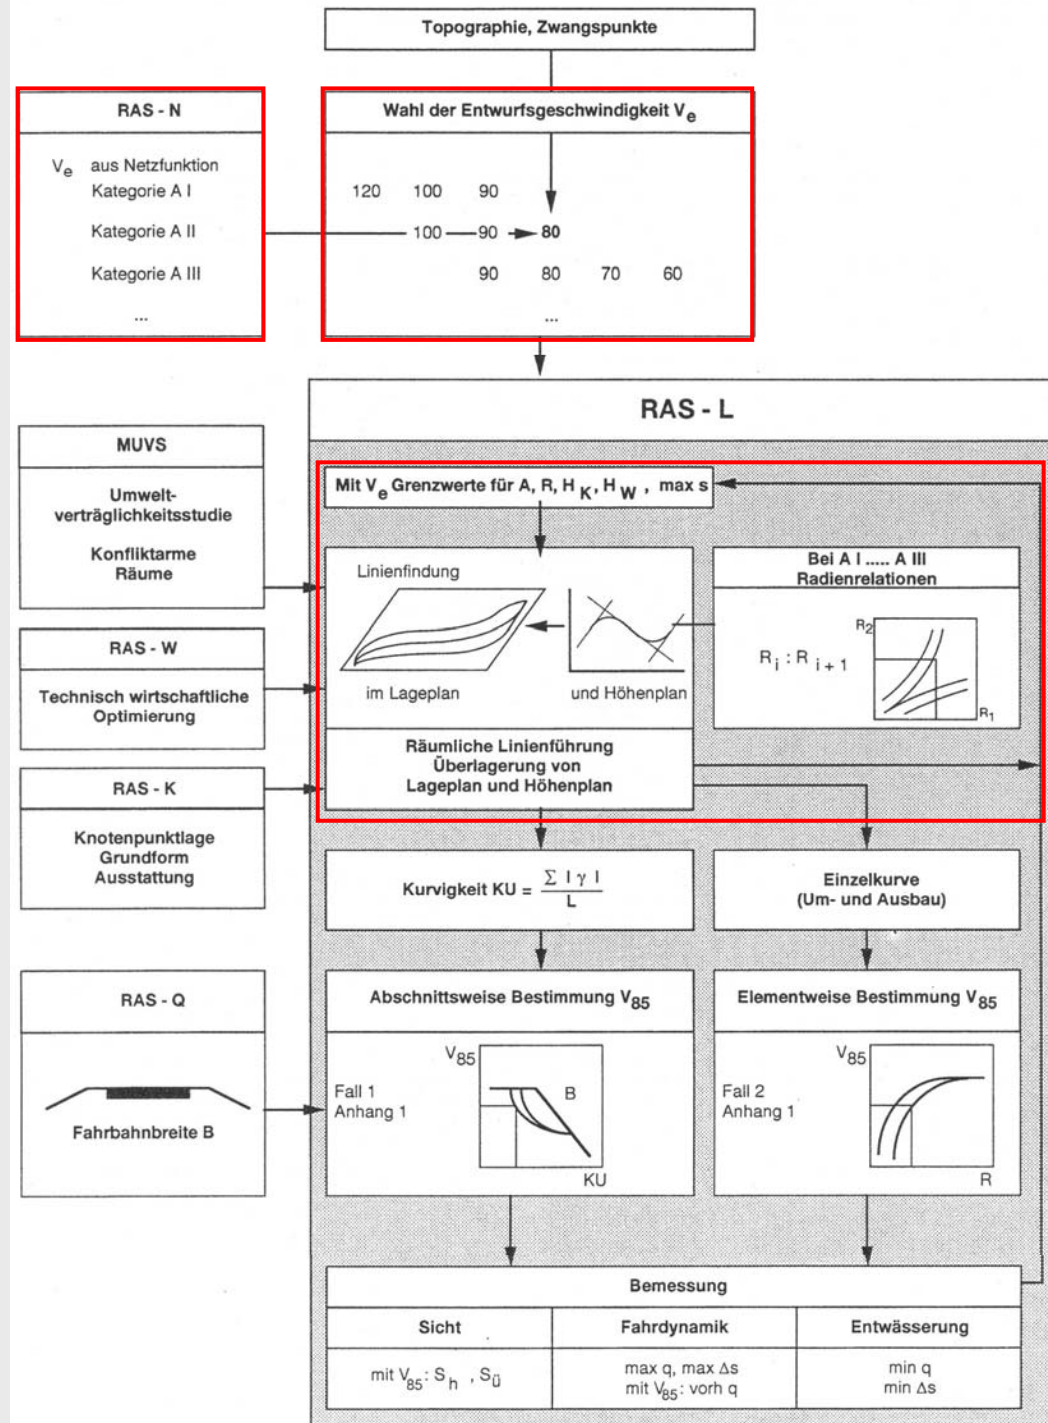 Topographie, Zwangspunkte
RAS - N
Ve aus Netzfunktion
Kategorie A I
Kategorie A II
Kategorie A III
...
Wahl der Entwurfsgeschwindigkeit Ve
120 100 90
100 90 80
90 80 70 60
...
RAS - L
MUVS
Umwelt-
verträglichkeitsstudie
Konfliktarme
Räume
RAS - W
Technisch wirtschaftliche
Optimierung
RAS - K
Knotenpunktlage
Grundform
Ausstattung
RAS - Q
Fahrbahnbreite B
Mit Ve Grenzwerte für A, R, HK, HW , max s
Linienfindung
im Lageplan
und Höhenplan
Bei A I ..... A III
Radienrelationen
Ri : Ri + 1
R2
R1
Räumliche Linienführung
Überlagerung von
Lageplan und Höhenplan
Kurvigkeit KU = Σ I γ I / L
Einzelkurve
(Um- und Ausbau)
Abschnittsweise Bestimmung V85
V85
Fall 1
Anhang 1
B
KU
Elementweise Bestimmung V85
V85
Fall 2
Anhang 1
R
Bemessung
Sicht
mit V85 : Sh , Sü
Fahrdynamik
max q, max Δs
mit V85 : vorh q
Entwässerung
min q
min Δs